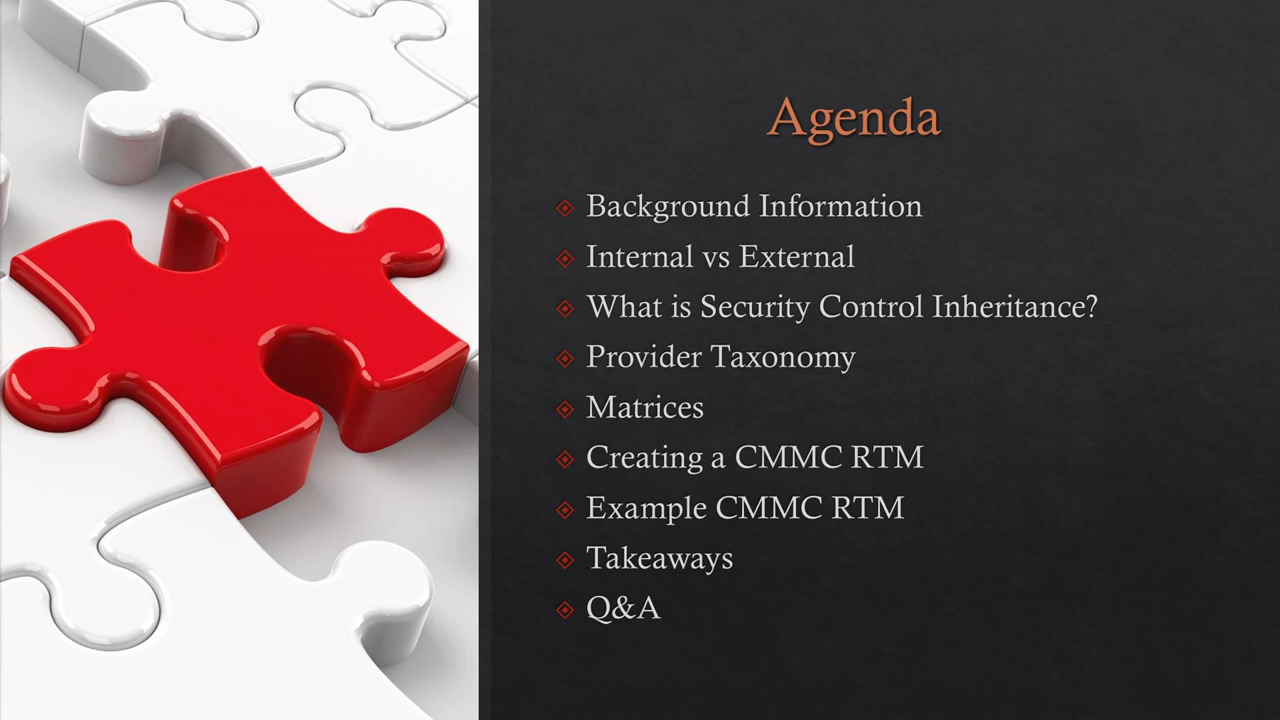 Agenda
Background Information
Internal vs External
What is Security Control Inheritance?
Provider Taxonomy
Matrices
Creating a CMMC RTM
Example CMMC RTM
Takeaways
Q&A